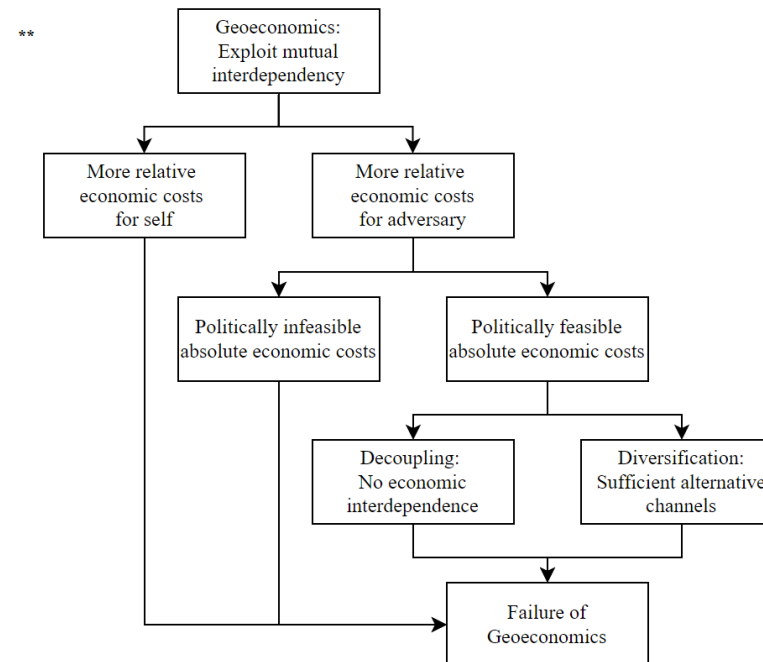 **
Geoeconomics:
Exploit mutual
interdependency
More relative
economic costs
for self
More relative
economic costs
for adversary
Politically infeasible
absolute economic costs
Politically feasible
absolute economic costs
Decoupling:
No economic
interdependence
Diversification:
Sufficient alternative
channels
Failure of
Geoeconomics